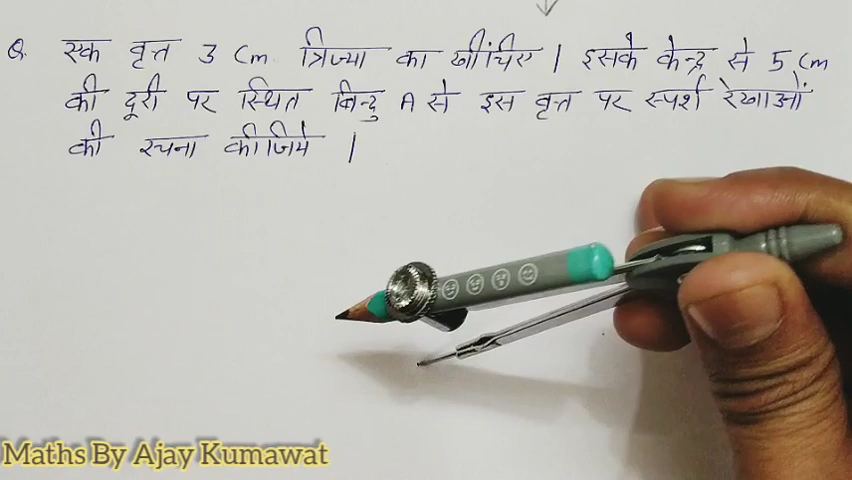 Q. एक वृत्त 3 Cm. त्रिज्या का खींचिए। इसके केन्द्र से 5 Cm
की दूरी पर स्थित बिन्दु A से इस वृत्त पर स्पर्श रेखाओं
की रचना कीजिये।
Maths By Ajay Kumawat